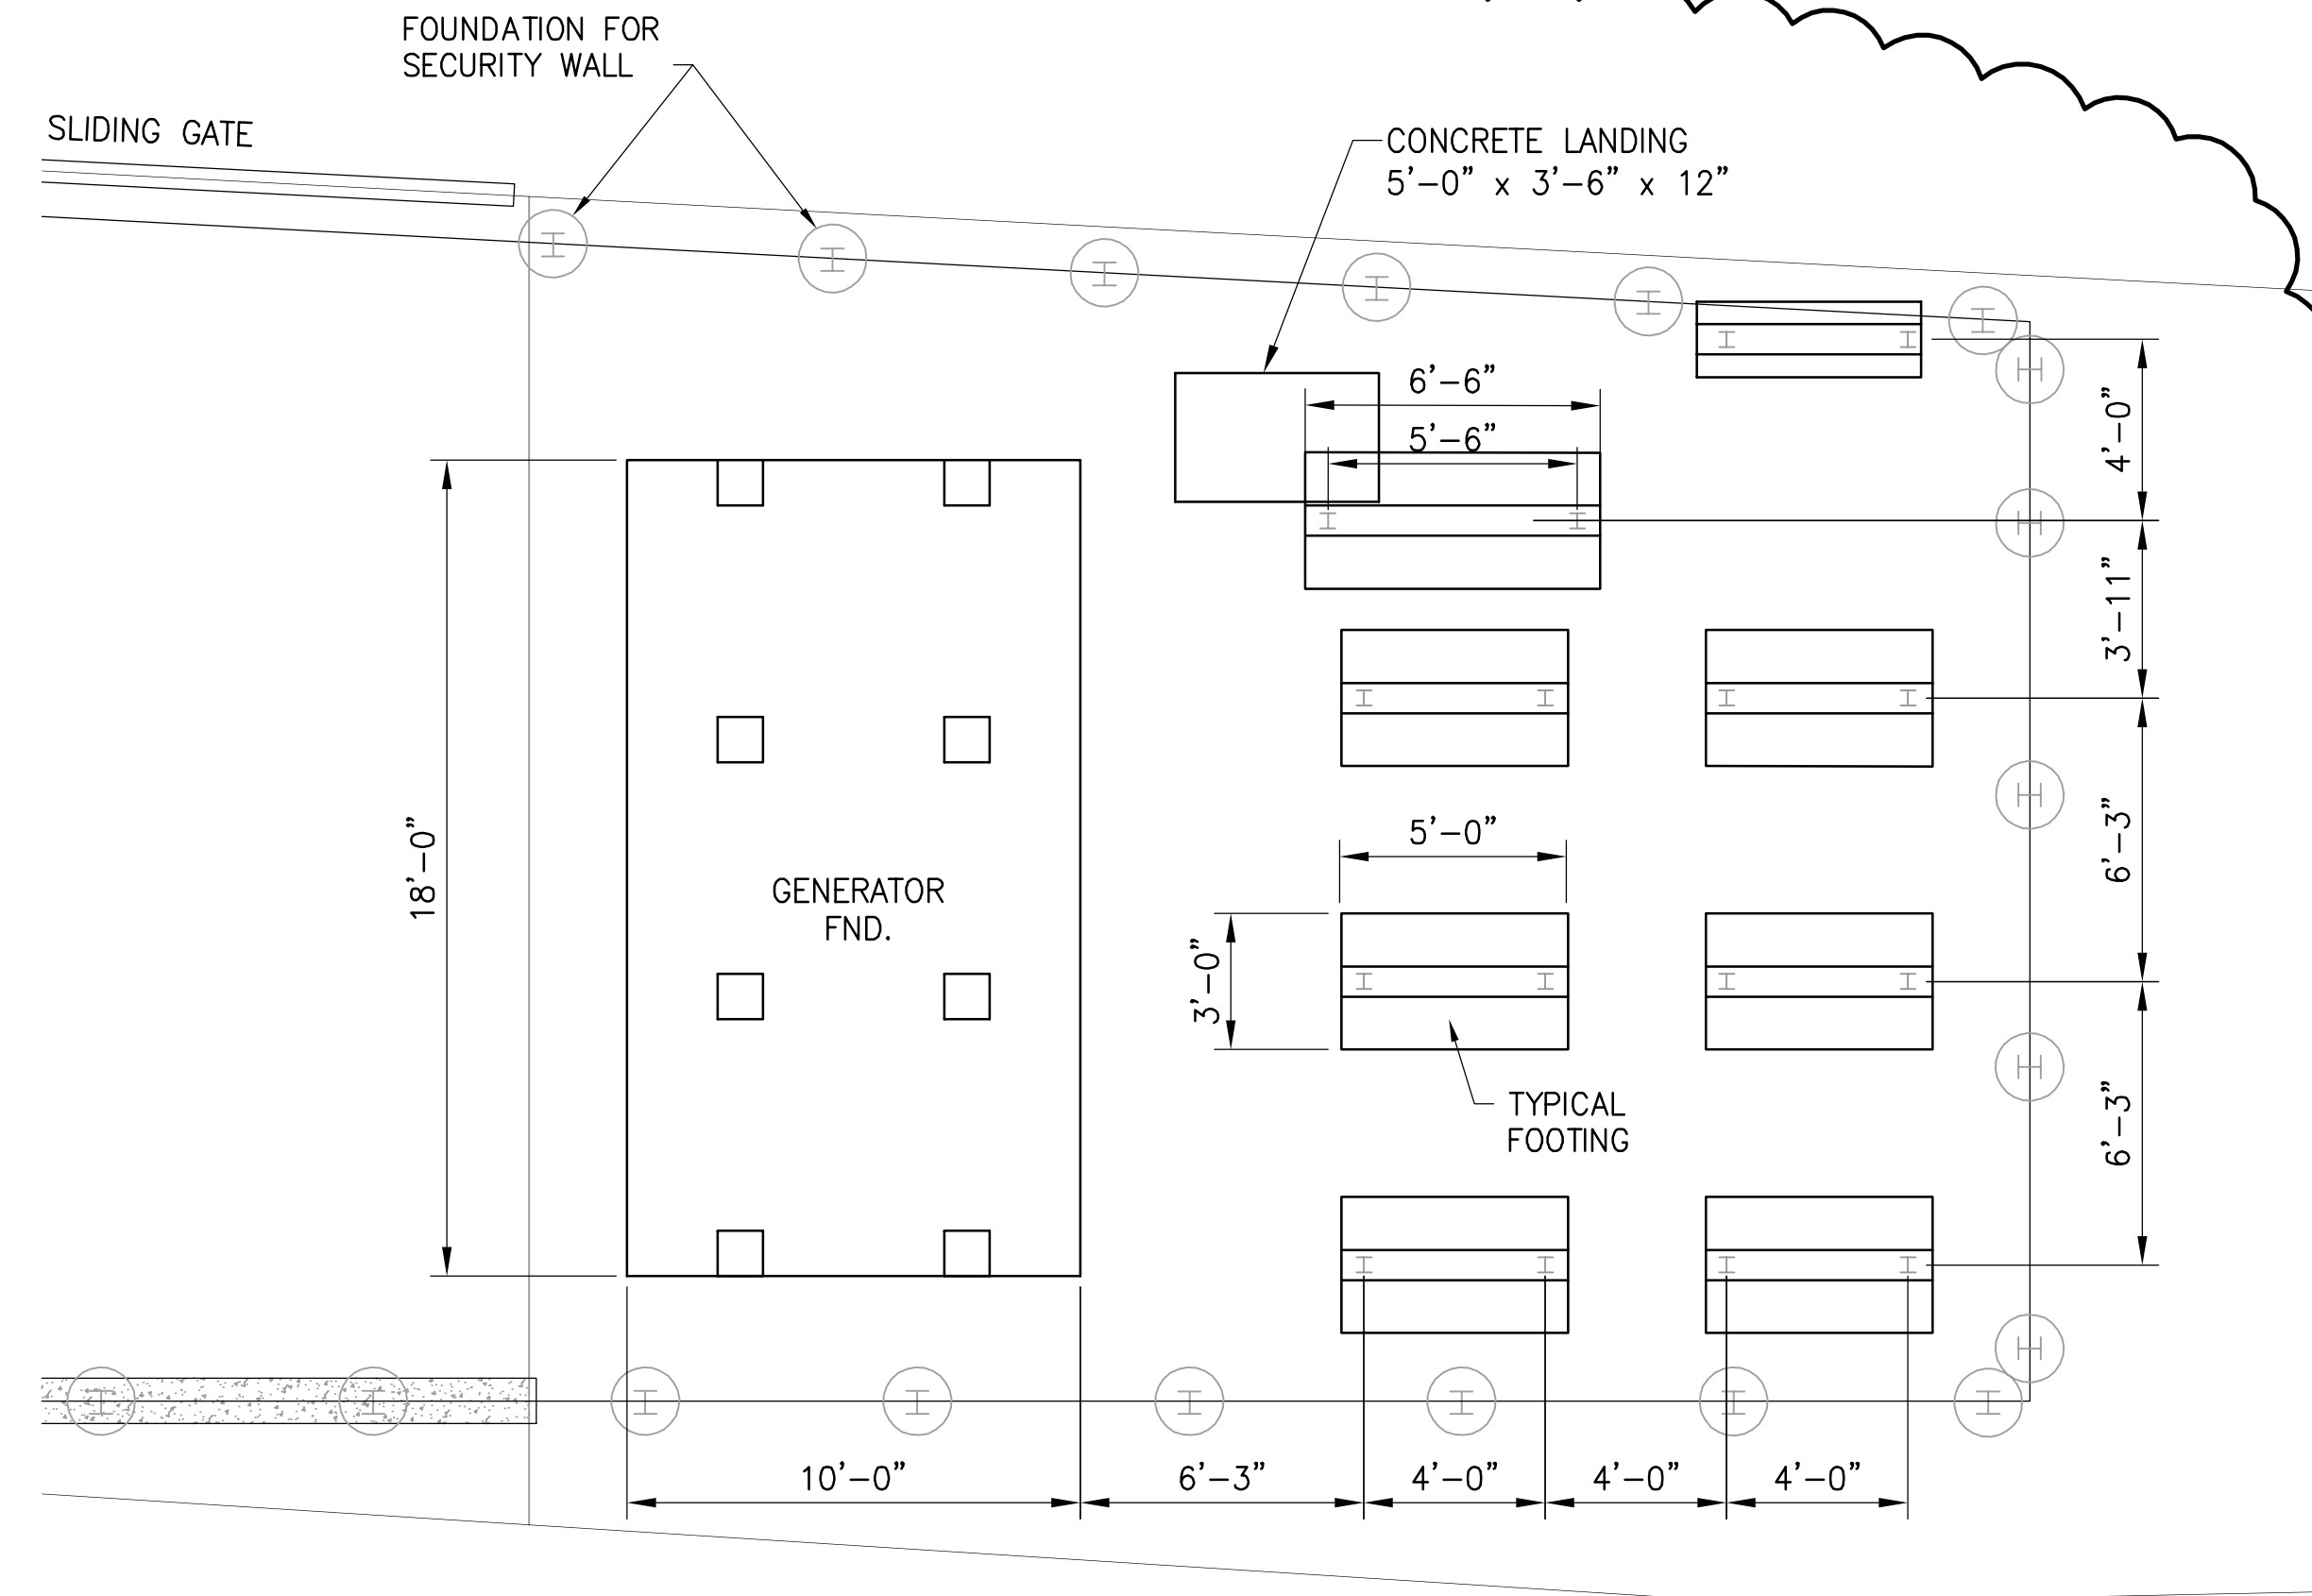 FOUNDATION FOR
SECURITY WALL
SLIDING GATE
CONCRETE LANDING
5'-0" x 3'-6" x 12"
6'-6"
5'-6"
4'-0"
3'-11"
18'-0"
GENERATOR
FND.
5'-0"
3'-0"
6'-3"
TYPICAL
FOOTING
6'-3"
10'-0"
6'-3"
4'-0"
4'-0"
4'-0"